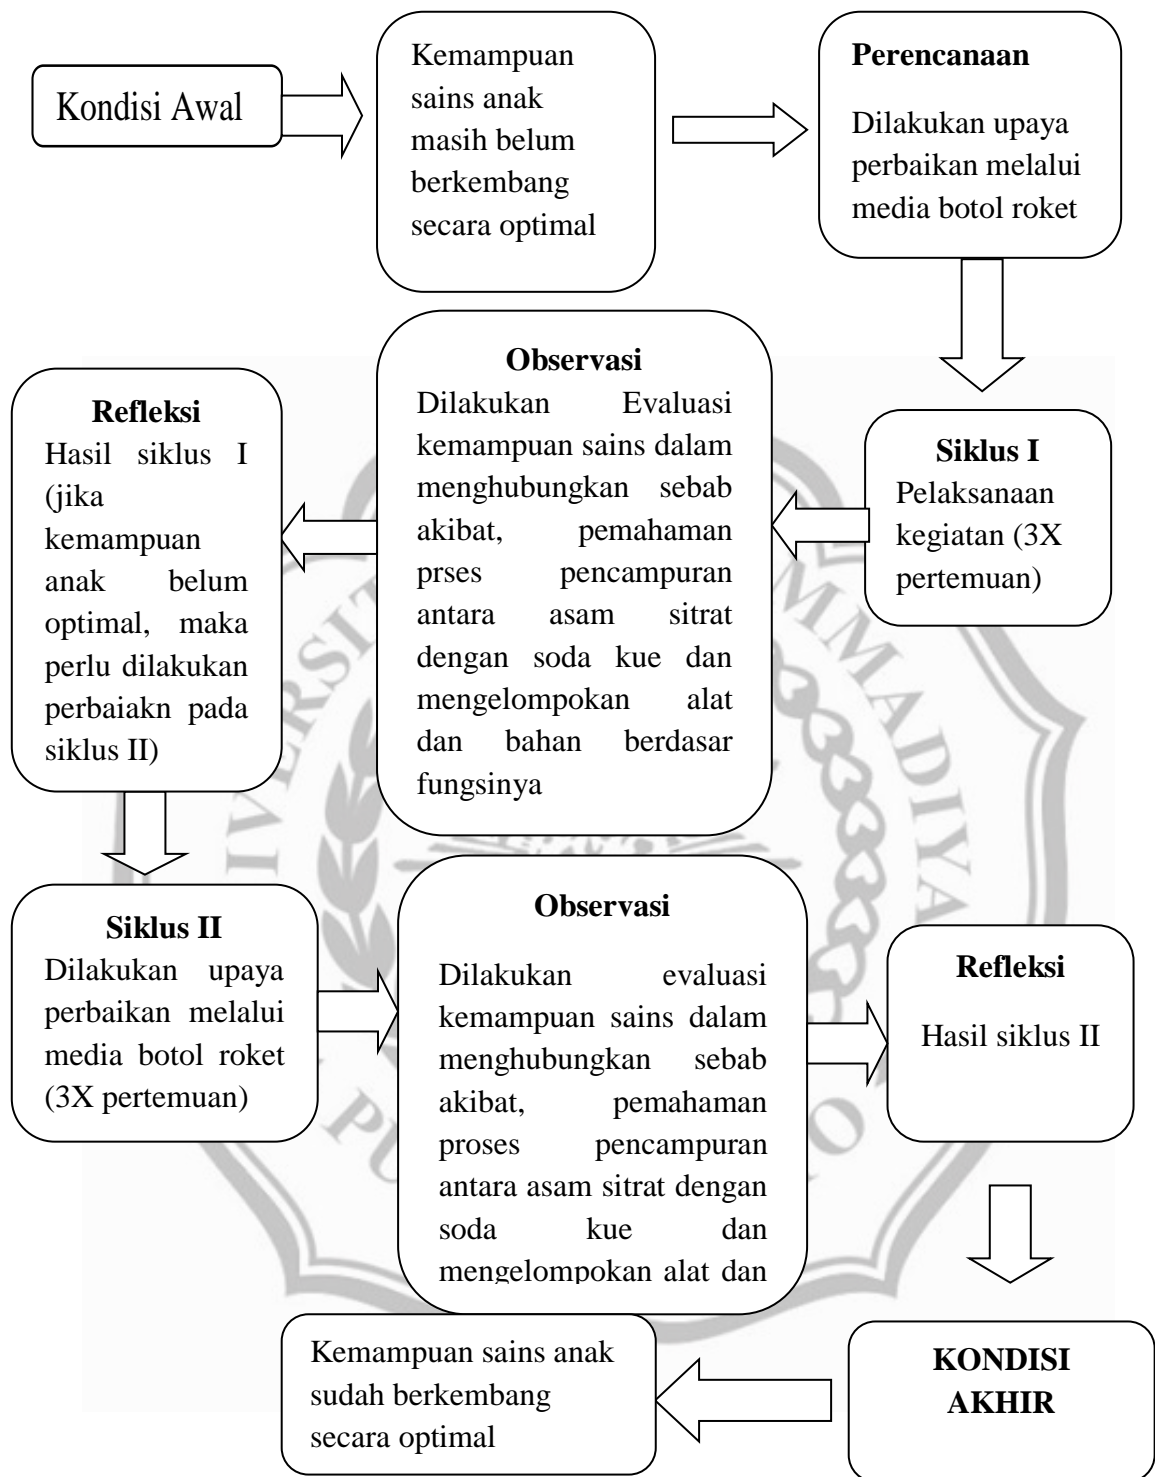 Kondisi Awal
Kemampuan
sains anak
masih belum
berkembang
secara optimal
Perencanaan
Dilakukan upaya
perbaikan melalui
media botol roket
Siklus I
Pelaksanaan
kegiatan (3X
pertemuan)
Observasi
Dilakukan Evaluasi
kemampuan sains dalam
menghubungkan sebab
akibat, pemahaman
prses pencampuran
antara asam sitrat
dengan soda kue dan
mengelompokan alat
dan bahan berdasar
fungsinya
Refleksi
Hasil siklus I
(jika
kemampuan
anak belum
optimal, maka
perlu dilakukan
perbaiakn pada
siklus II)
Siklus II
Dilakukan upaya
perbaikan melalui
media botol roket
(3X pertemuan)
Observasi
Dilakukan evaluasi
kemampuan sains dalam
menghubungkan sebab
akibat, pemahaman
proses pencampuran
antara asam sitrat dengan
soda kue dan
mengelompokan alat dan
Refleksi
Hasil siklus II
KONDISI
AKHIR
Kemampuan sains anak
sudah berkembang
secara optimal